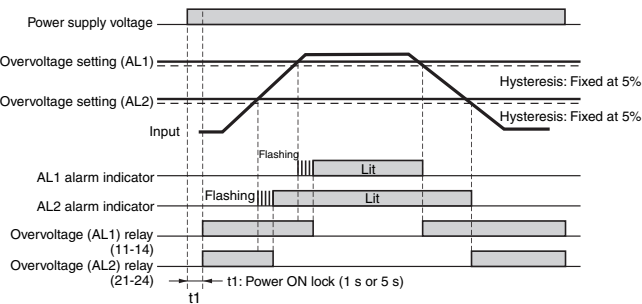 Power supply voltage
Overvoltage setting (AL1)
Hysteresis: Fixed at 5%
Overvoltage setting (AL2)
Hysteresis: Fixed at 5%
Input
Flashing
Lit
AL1 alarm indicator
Flashing
Lit
AL2 alarm indicator
Overvoltage (AL1) relay
(11-14)
Overvoltage (AL2) relay
(21-24)
t1: Power ON lock (1 s or 5 s)
t1